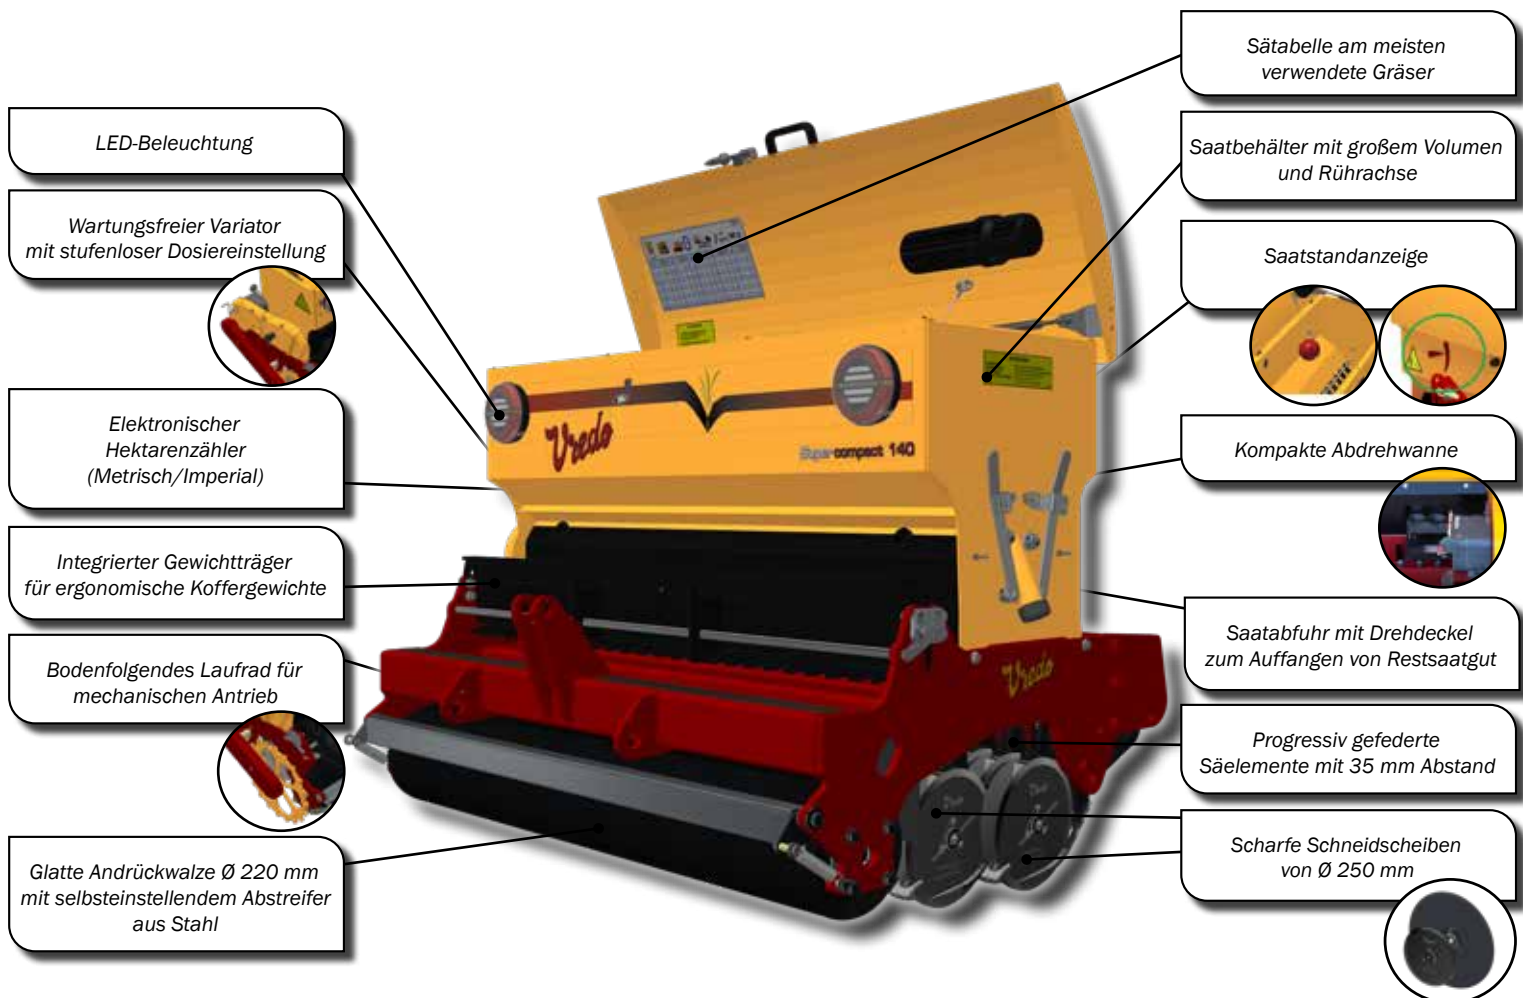 Sätabelle am meisten
verwendete Gräser
LED-Beleuchtung
Saatbehälter mit großem Volumen
und Rührachse
Wartungsfreier Variator
mit stufenloser Dosiereinstellung
Saatstandanzeige
Elektronischer
Hektarenzähler
(Metrisch/Imperial)
Vredo
Supercompact 140
Kompakte Abdrehwanne
Integrierter Gewichtträger
für ergonomische Koffergewichte
Saatabfuhr mit Drehdeckel
zum Auffangen von Restsaatgut
Bodenfolgendes Laufrad für
mechanischen Antrieb
Vredo
Progressiv gefederte
Säelemente mit 35 mm Abstand
Glatte Andrückwalze Ø 220 mm
mit selbsteinstellendem Abstreifer
aus Stahl
Scharfe Schneidscheiben
von Ø 250 mm